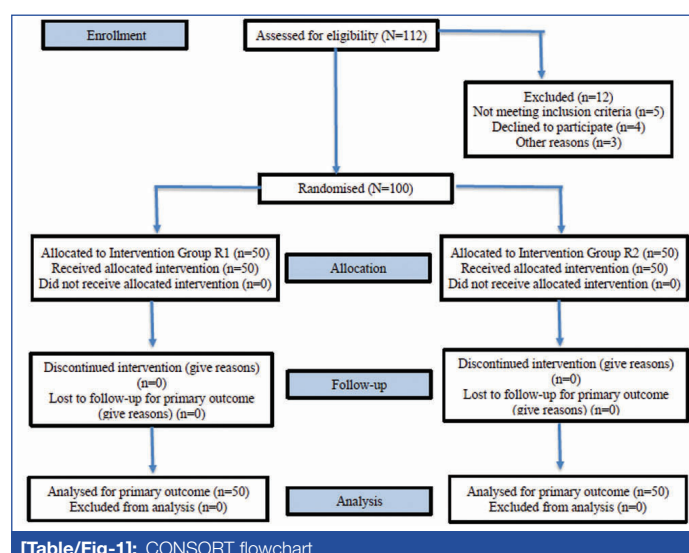 Enrollment
Assessed for eligibility (N=112)
Excluded (n=12)
Not meeting inclusion criteria (n=5)
Declined to participate (n=4)
Other reasons (n=3)
Randomised (N=100)
Allocated to Intervention Group R1 (n=50)
Received allocated intervention (n=50)
Did not receive allocated intervention (n=0)
Allocation
Allocated to Intervention Group R2 (n=50)
Received allocated intervention (n=50)
Did not receive allocated intervention (n=0)
Discontinued intervention (give reasons)
(n=0)
Lost to follow-up for primary outcome
(give reasons) (n=0)
Follow-up
Discontinued intervention (give reasons)
(n=0)
Lost to follow-up for primary outcome
(give reasons) (n=0)
Analysed for primary outcome (n=50)
Excluded from analysis (n=0)
Analysis
Analysed for primary outcome (n=50)
Excluded from analysis (n=0)
[Table/Fig-1]: CONSORT flowchart